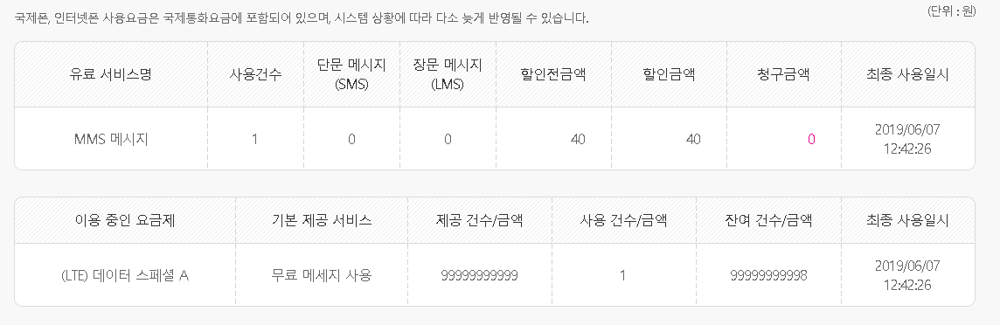 국제폰, 인터넷폰 사용요금은 국제통화요금에 포함되어 있으며, 시스템 상황에 따라 다소 늦게 반영될 수 있습니다.
(단위 : 원)
유료 서비스명 사용건수 단문 메시지 (SMS) 장문 메시지 (LMS) 할인전금액 할인금액 청구금액 최종 사용일시
MMS 메시지 1 0 0 40 40 0 2019/06/07 12:42:26
이용 중인 요금제 기본 제공 서비스 제공 건수/금액 사용 건수/금액 잔여 건수/금액 최종 사용일시
(LTE) 데이터 스페셜 A 무료 메세지 사용 99999999999 1 99999999998 2019/06/07 12:42:26